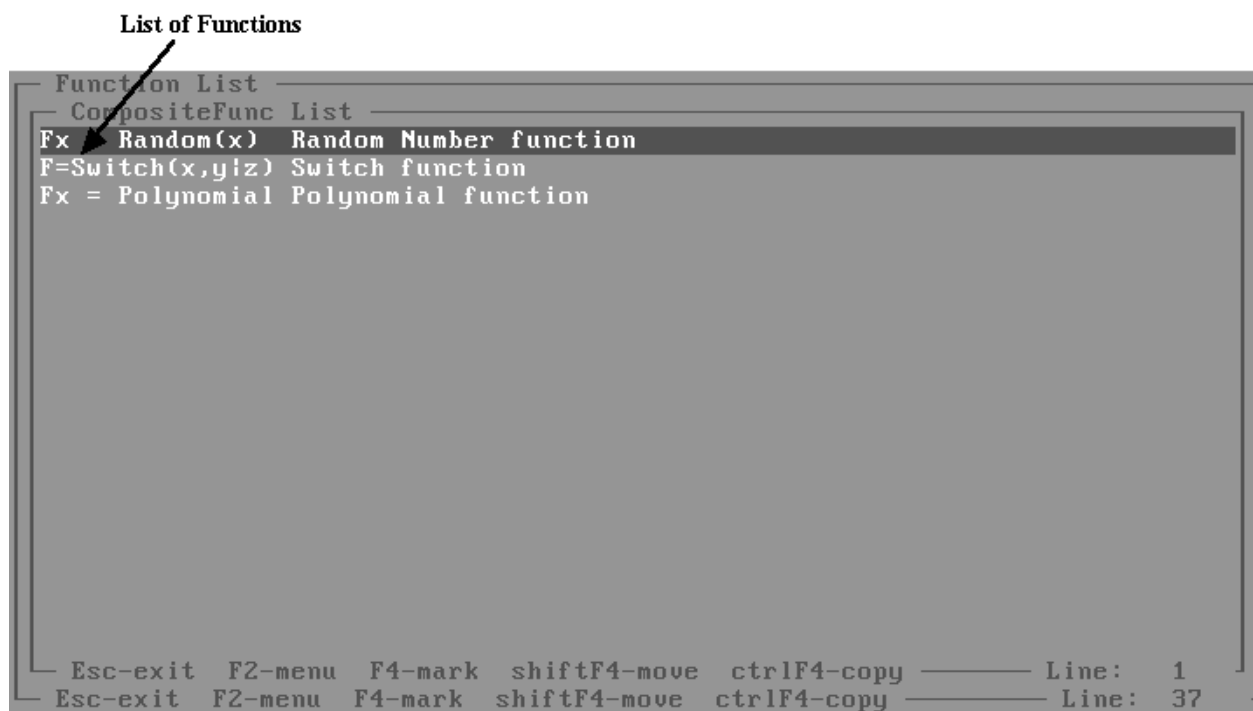 List of Functions
Function List
CompositeFunc List
Fx Random(x) Random Number function
F=Switch(x,y¦z) Switch function
Fx = Polynomial Polynomial function
Esc-exit F2-menu F4-mark shiftF4-move ctrlF4-copy Line: 1
Esc-exit F2-menu F4-mark shiftF4-move ctrlF4-copy Line: 37